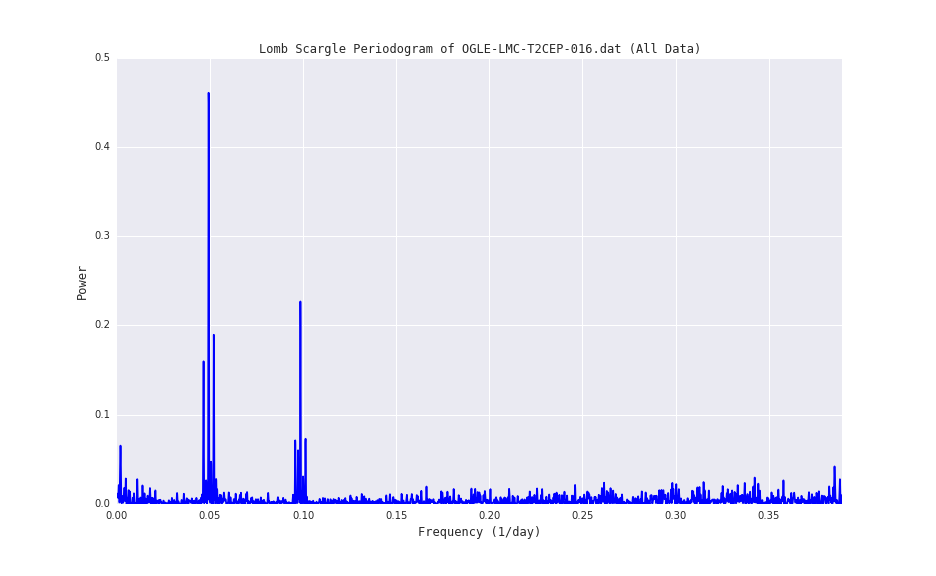 Lomb Scargle Periodogram of OGLE-LMC-T2CEP-016.dat (All Data)
0.5
0.4
0.3
0.2
0.1
0.0
Power
0.00 0.05 0.10 0.15 0.20 0.25 0.30 0.35
Frequency (1/day)